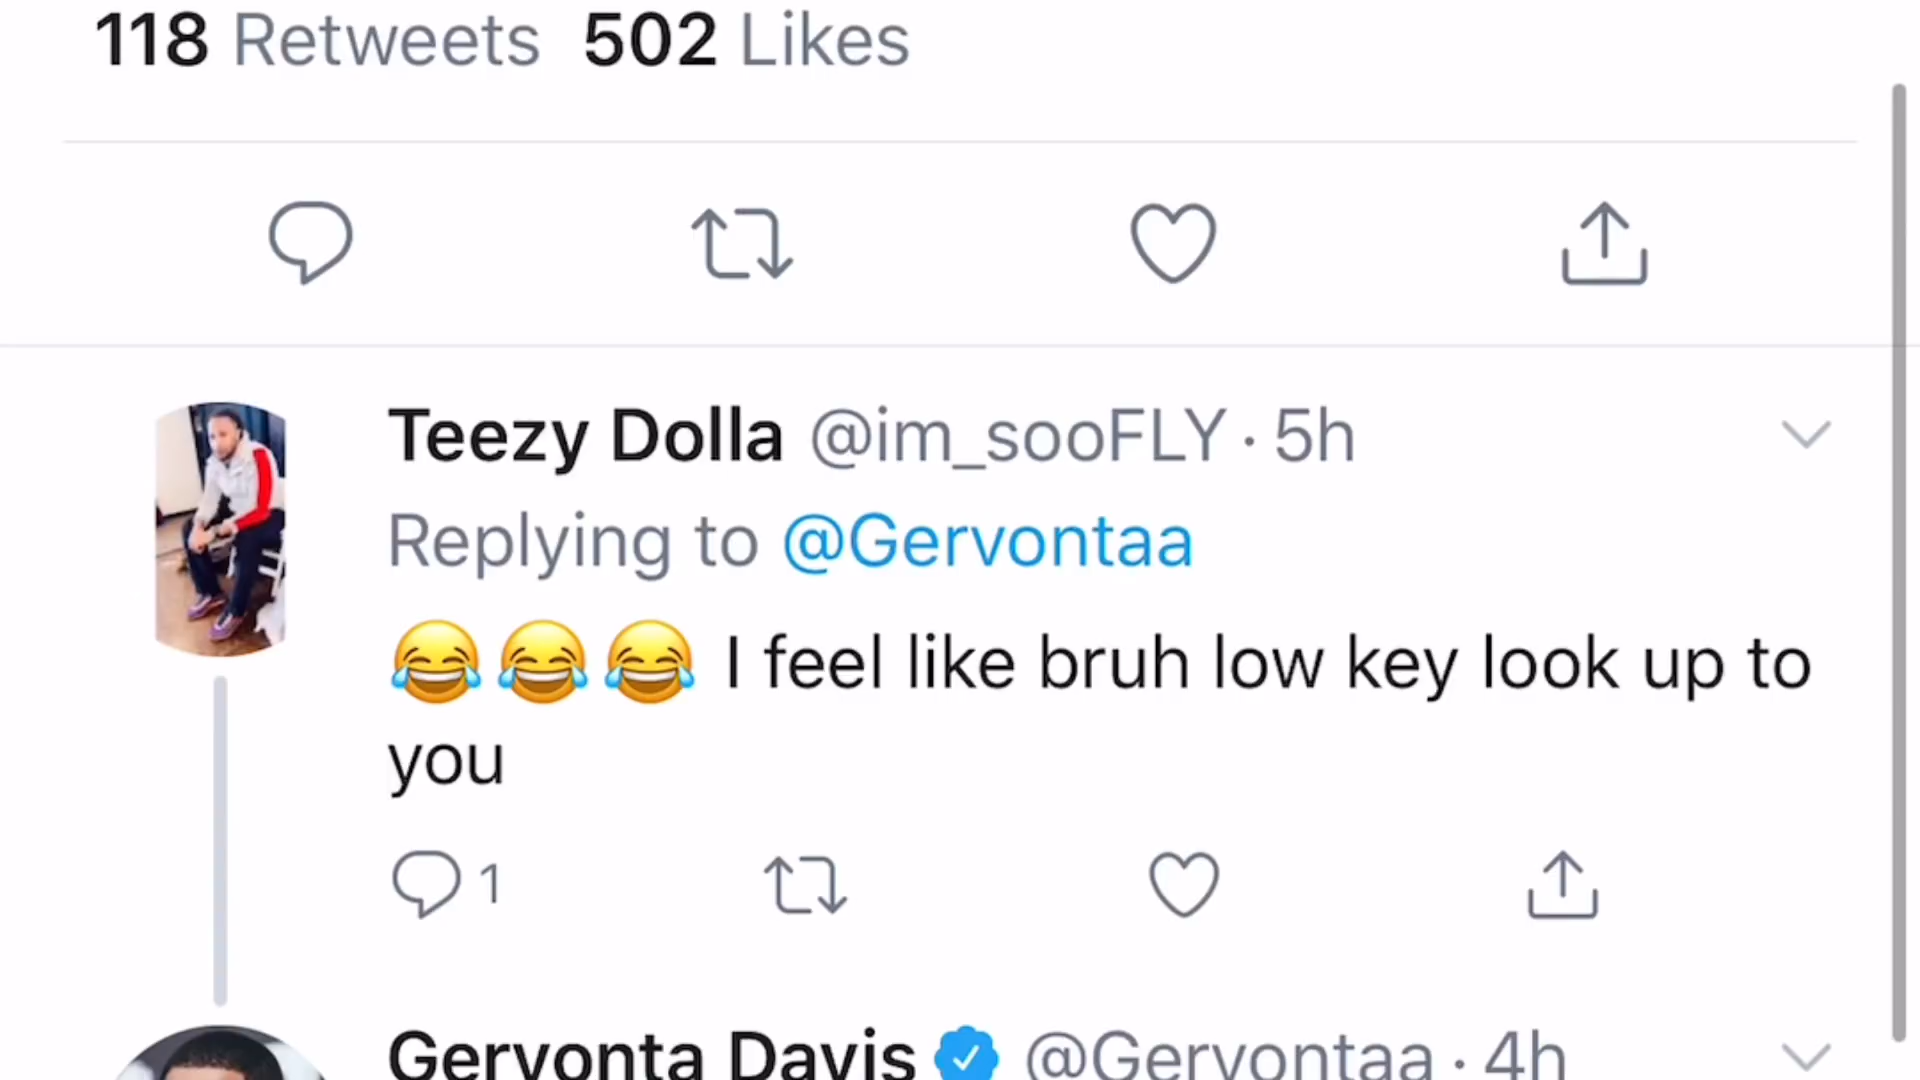 118 Retweets 502 Likes
Teezy Dolla @im_sooFLY · 5h
Replying to @Gervontaa
😂😂😂 I feel like bruh low key look up to
you
1
Gervonta Davis @Gervontaa · 4h